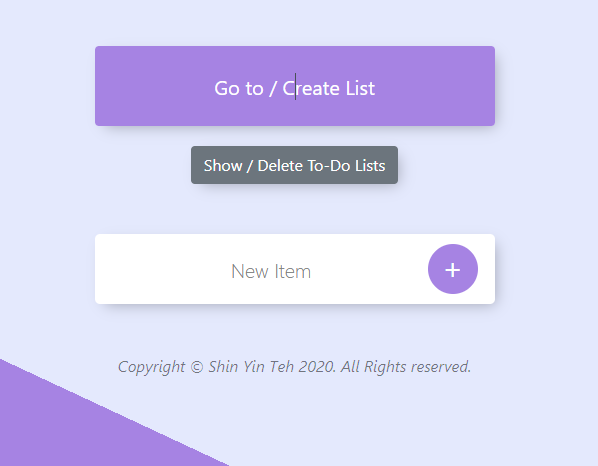 Go to / Create List
Show / Delete To-Do Lists
New Item
+
Copyright © Shin Yin Teh 2020. All Rights reserved.